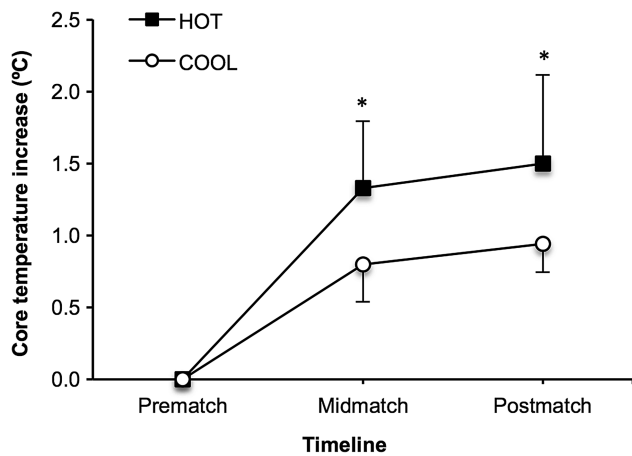 HOT
COOL
Core temperature increase (ºC)
2.5
2.0
1.5
1.0
0.5
0.0
*
*
Prematch
Midmatch
Postmatch
Timeline